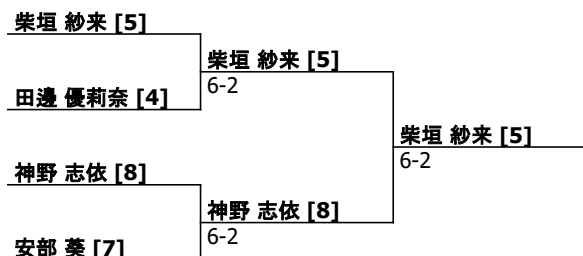 柴垣 紗来 [5]
柴垣 紗来 [5]
6-2
田邊 優莉奈 [4]
柴垣 紗来 [5]
6-2
神野 志依 [8]
神野 志依 [8]
6-2
安部 葵 [7]